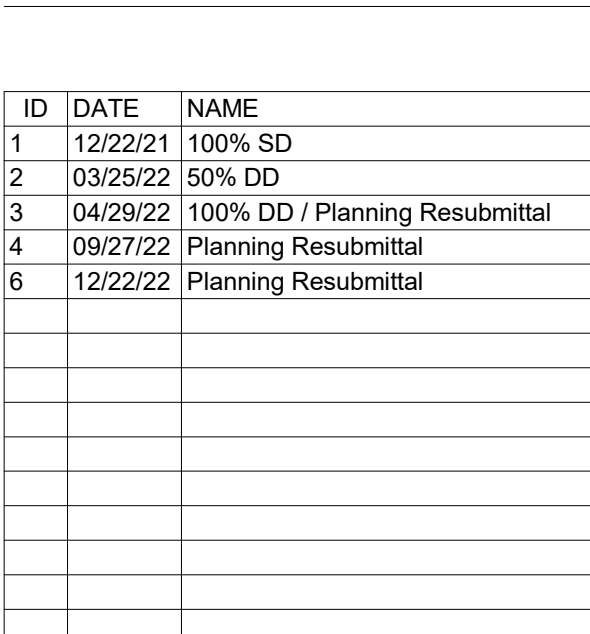 ID DATE NAME
1 12/22/21 100% SD
2 03/25/22 50% DD
3 04/29/22 100% DD / Planning Resubmittal
4 09/27/22 Planning Resubmittal
6 12/22/22 Planning Resubmittal